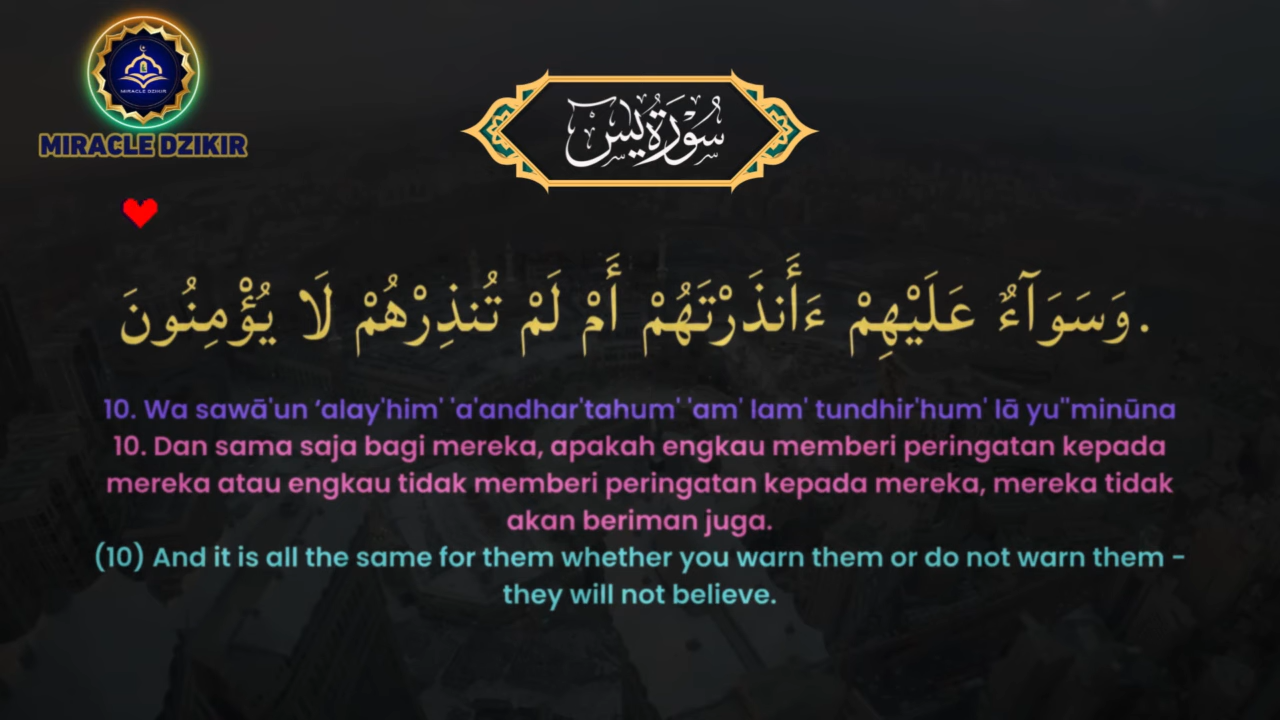 MIRACLE DZIKIR
MIRACLE DZIKIR
سُوْرَةُ يٰسٓ
.وَسَوَآءٌ عَلَيْهِمْ ءَأَنذَرْتَهُمْ أَمْ لَمْ تُنذِرْهُمْ لَا يُؤْمِنُونَ
10. Wa sawā'un ‘alay'him' 'a'andhar'tahum' 'am' lam' tundhir'hum' lā yu''minūna
10. Dan sama saja bagi mereka, apakah engkau memberi peringatan kepada
mereka atau engkau tidak memberi peringatan kepada mereka, mereka tidak
akan beriman juga.
(10) And it is all the same for them whether you warn them or do not warn them -
they will not believe.